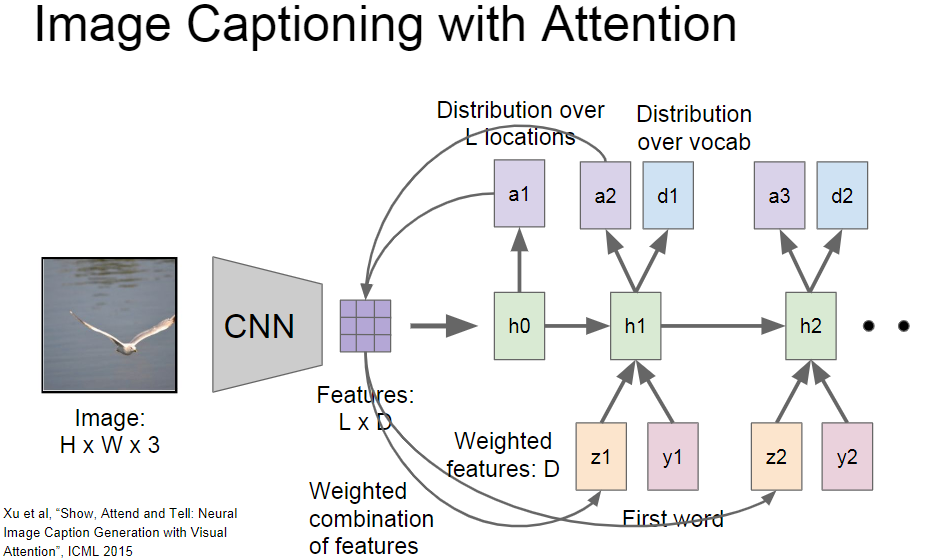 Image Captioning with Attention
Distribution over
L locations
Distribution
over vocab
a1
a2
d1
a3
d2
CNN
h0
h1
h2
Features:
L x D
Image:
H x W x 3
Weighted
features: D
z1
y1
z2
y2
Weighted
combination
of features
First word
Xu et al, “Show, Attend and Tell: Neural
Image Caption Generation with Visual
Attention”, ICML 2015